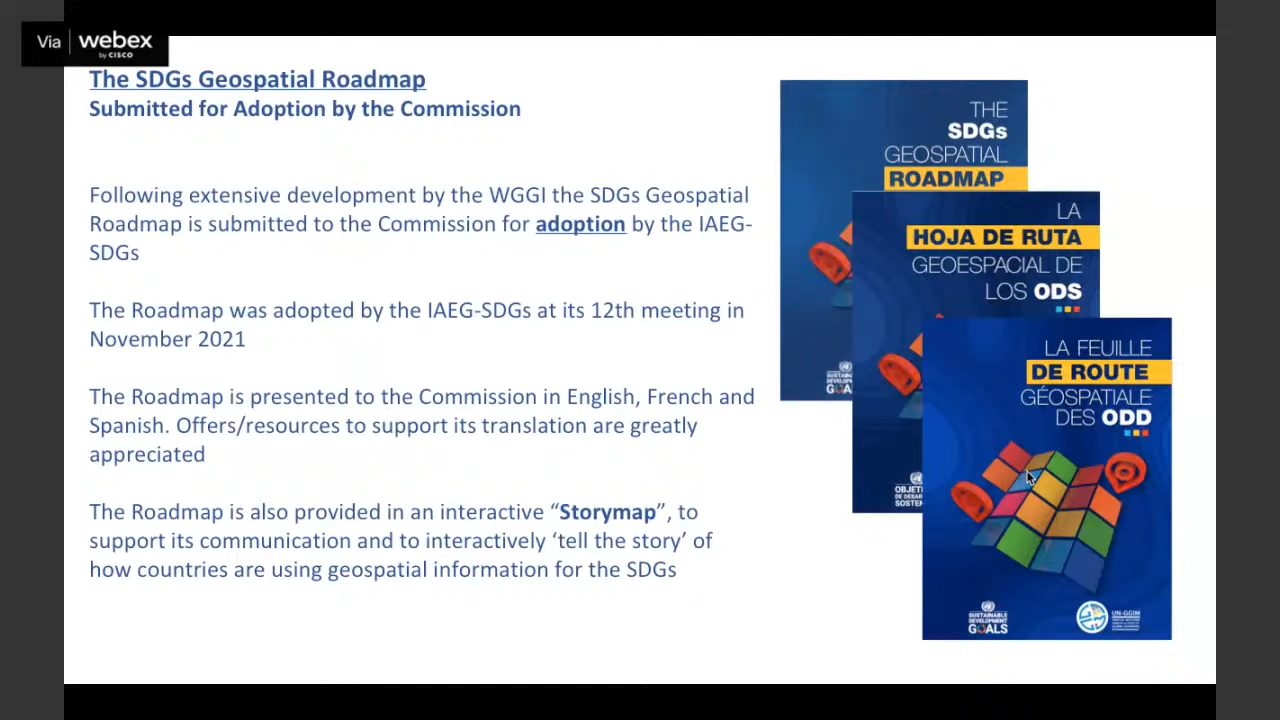 Via webex
by CISCO
The SDGs Geospatial Roadmap
Submitted for Adoption by the Commission
Following extensive development by the WGGI the SDGs Geospatial
Roadmap is submitted to the Commission for adoption by the IAEG-
SDGs
The Roadmap was adopted by the IAEG-SDGs at its 12th meeting in
November 2021
The Roadmap is presented to the Commission in English, French and
Spanish. Offers/resources to support its translation are greatly
appreciated
The Roadmap is also provided in an interactive “Storymap”, to
support its communication and to interactively ‘tell the story’ of
how countries are using geospatial information for the SDGs
THE
SDGs
GEOSPATIAL
ROADMAP
LA
HOJA DE RUTA
GEOESPACIAL DE
LOS ODS
LA FEUILLE
DE ROUTE
GÉOSPATIALE
DES ODD
SUSTAINABLE
DEVELOPMENT
GOALS
UN-GGIM